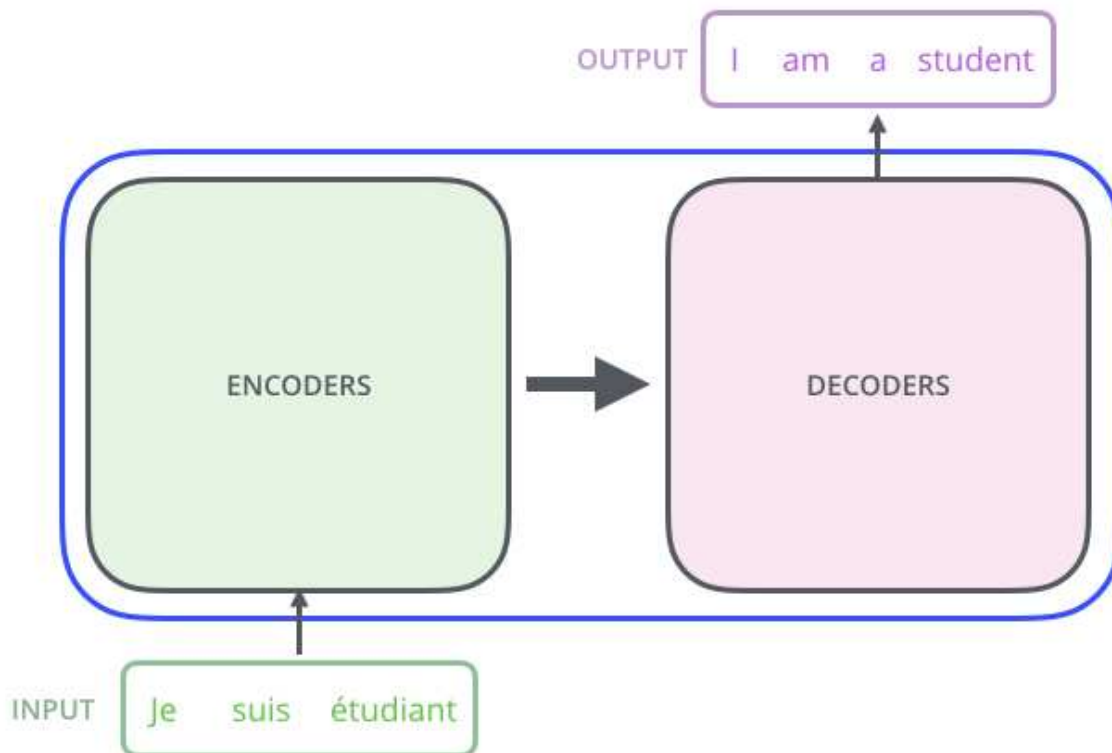 OUTPUT I am a student
ENCODERS DECODERS
INPUT Je suis étudiant